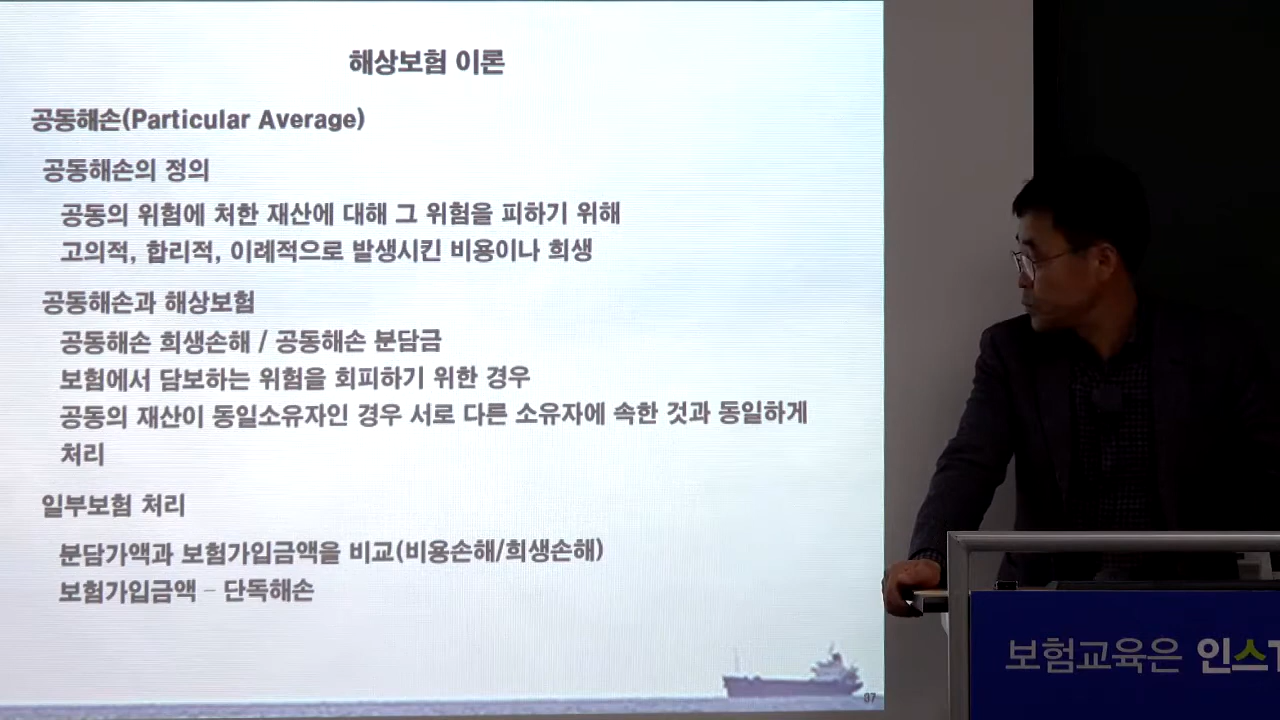 해상보험 이론
공동해손(Particular Average)
공동해손의 정의
공동의 위험에 처한 재산에 대해 그 위험을 피하기 위해
고의적, 합리적, 이례적으로 발생시킨 비용이나 희생
공동해손과 해상보험
공동해손 희생손해 / 공동해손 분담금
보험에서 담보하는 위험을 회피하기 위한 경우
공동의 재산이 동일소유자인 경우 서로 다른 소유자에 속한 것과 동일하게
처리
일부보험 처리
분담가액과 보험가입금액을 비교(비용손해/희생손해)
보험가입금액 – 단독해손
87
보험교육은 인스T